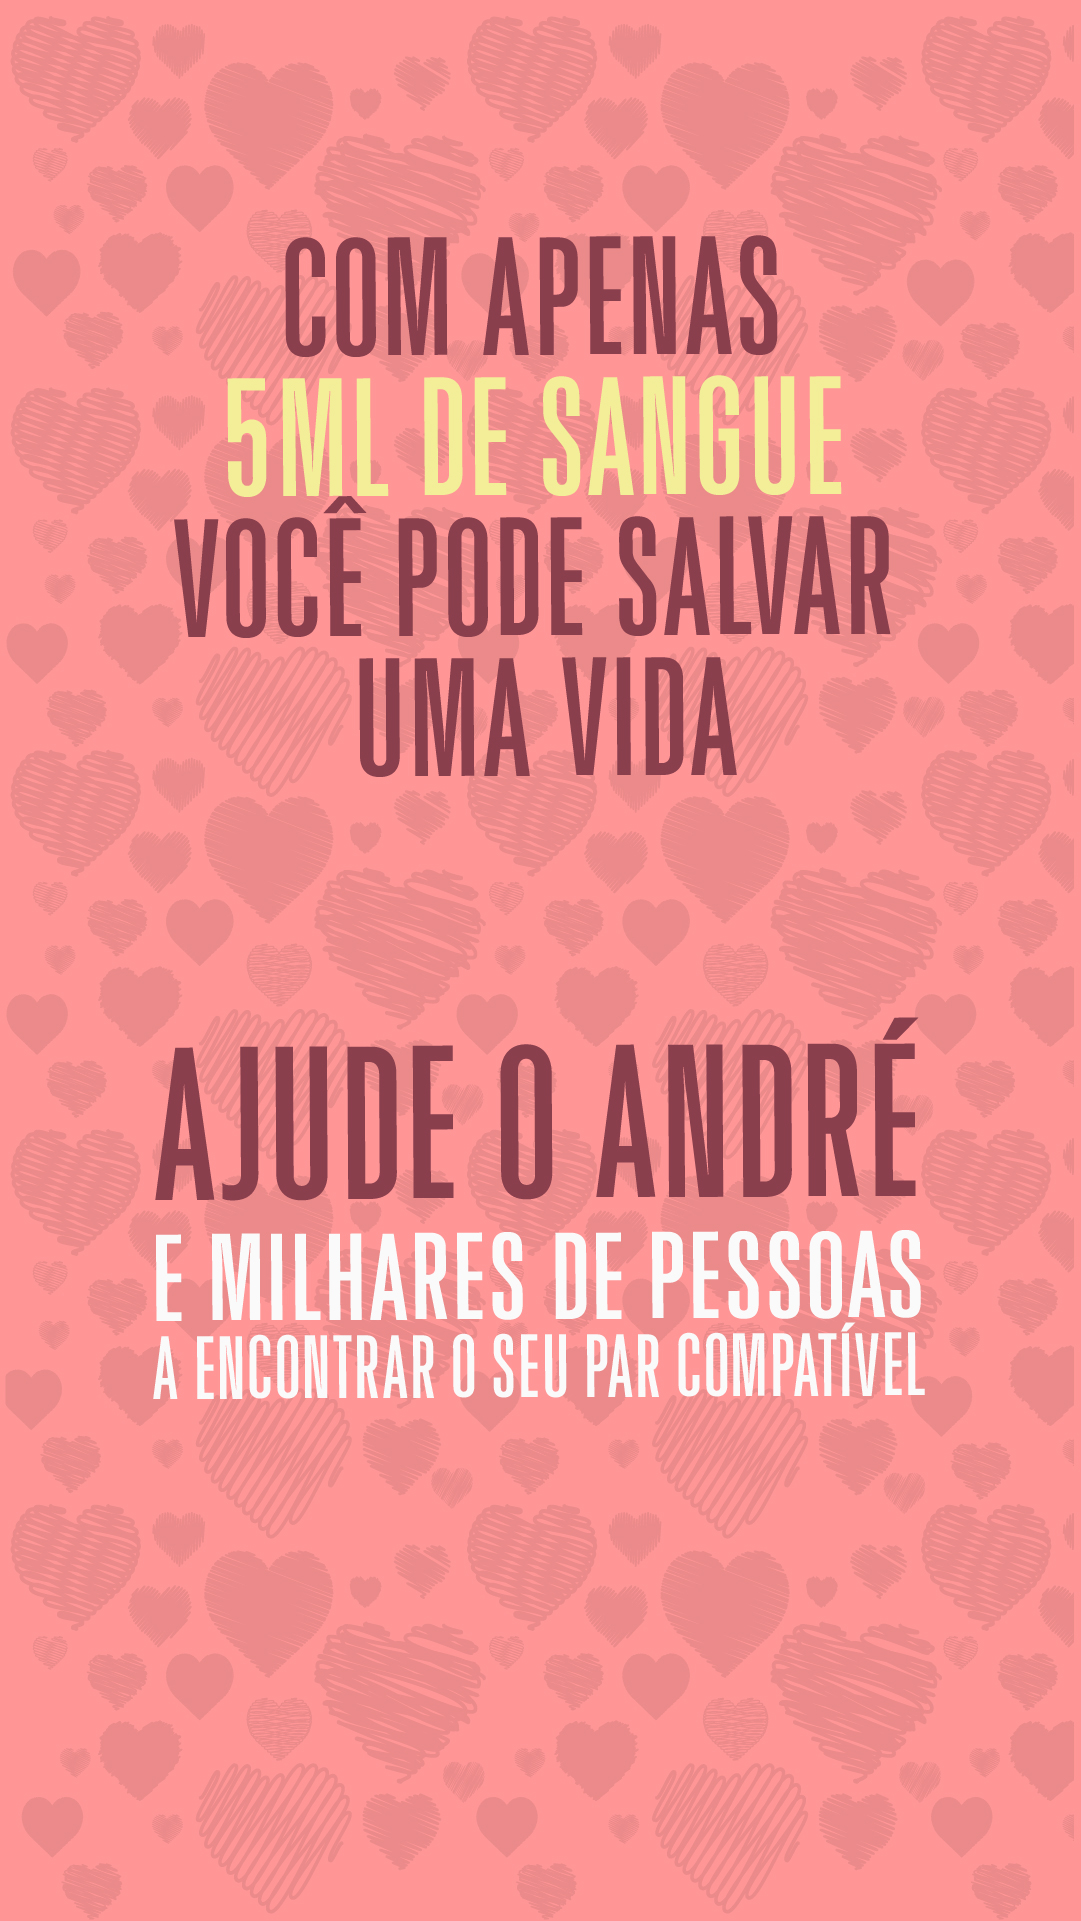 COM APENAS
5ML DE SANGUE
VOCÊ PODE SALVAR
UMA VIDA
AJUDE O ANDRÉ
E MILHARES DE PESSOAS
A ENCONTRAR O SEU PAR COMPATÍVEL